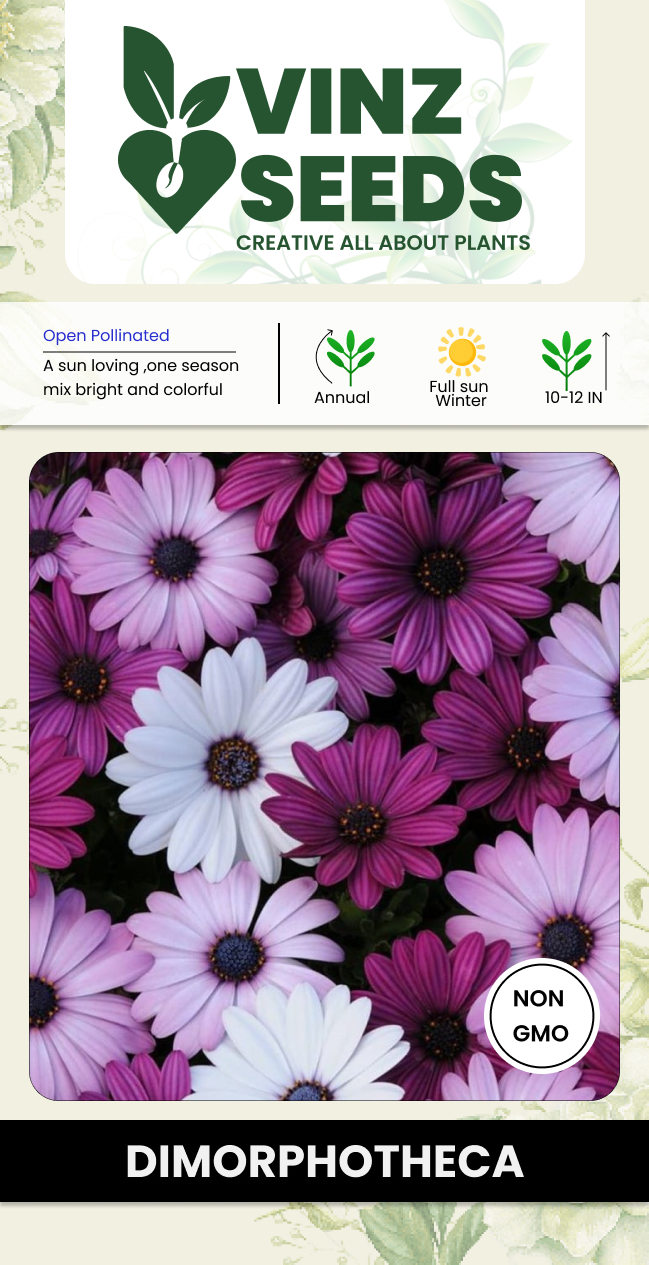 VINZ
SEEDS
CREATIVE ALL ABOUT PLANTS
Open Pollinated
A sun loving ,one season
mix bright and colorful
Annual
Full sun
Winter
10-12 IN
NON
GMO
DIMORPHOTHECA